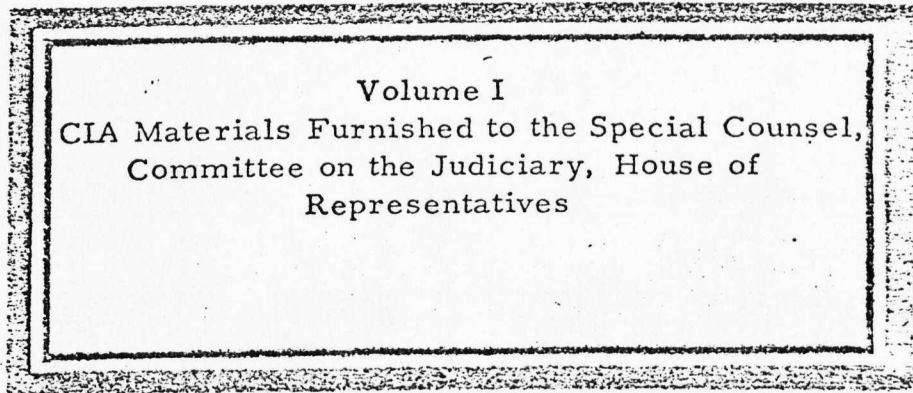 Volume I
CIA Materials Furnished to the Special Counsel,
Committee on the Judiciary, House of
Representatives